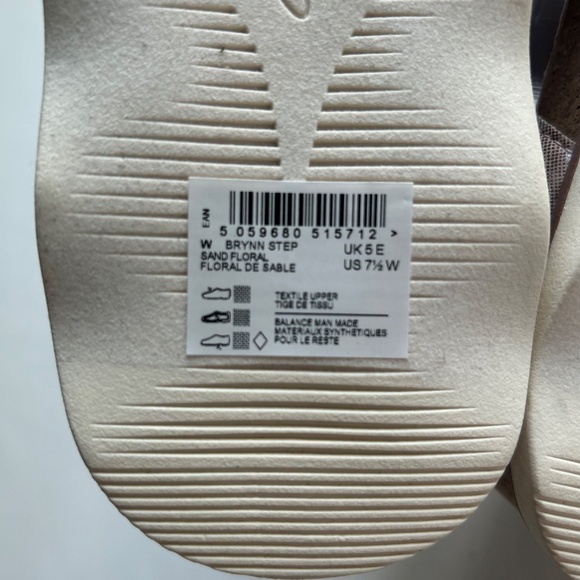 EAN
5 059680 515712 >
W BRYNN STEP UK 5 E
SAND FLORAL
FLORAL DE SABLE US 7½ W
TEXTILE UPPER
TIGE DE TISSU
BALANCE MAN MADE
MATERIAUX SYNTHETIQUES
POUR LE RESTE